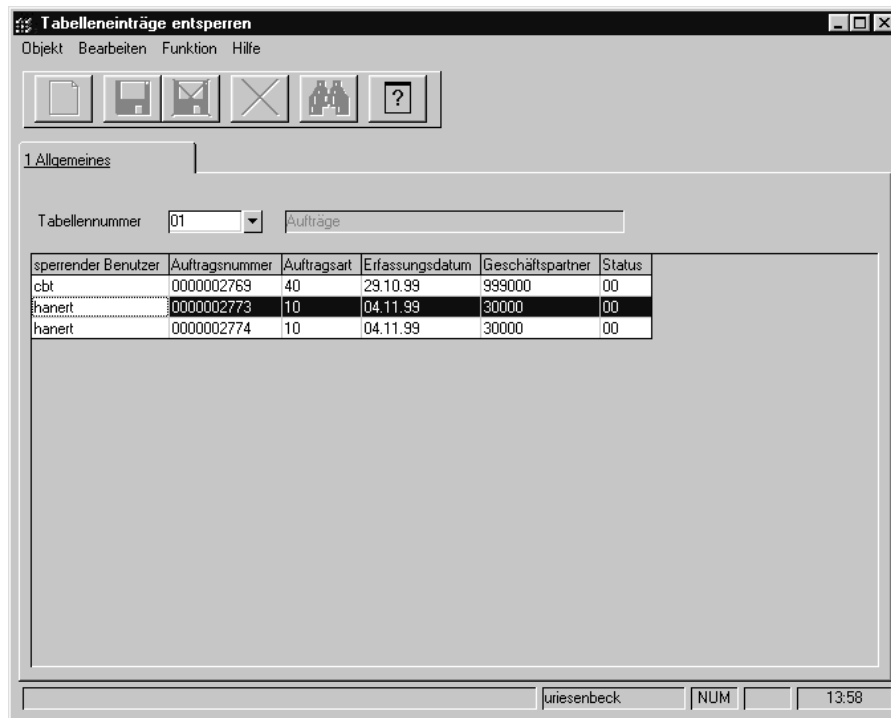 Tabelleneinträge entsperren
Objekt Bearbeiten Funktion Hilfe
?
1 Allgemeines
Tabellennummer 01 Aufträge
sperrender Benutzer Auftragsnummer Auftragsart Erfassungsdatum Geschäftspartner Status
cbt 0000002769 40 29.10.99 999000 00
hanert 0000002773 10 04.11.99 30000 00
hanert 0000002774 10 04.11.99 30000 00
uriesenbeck NUM 13:58